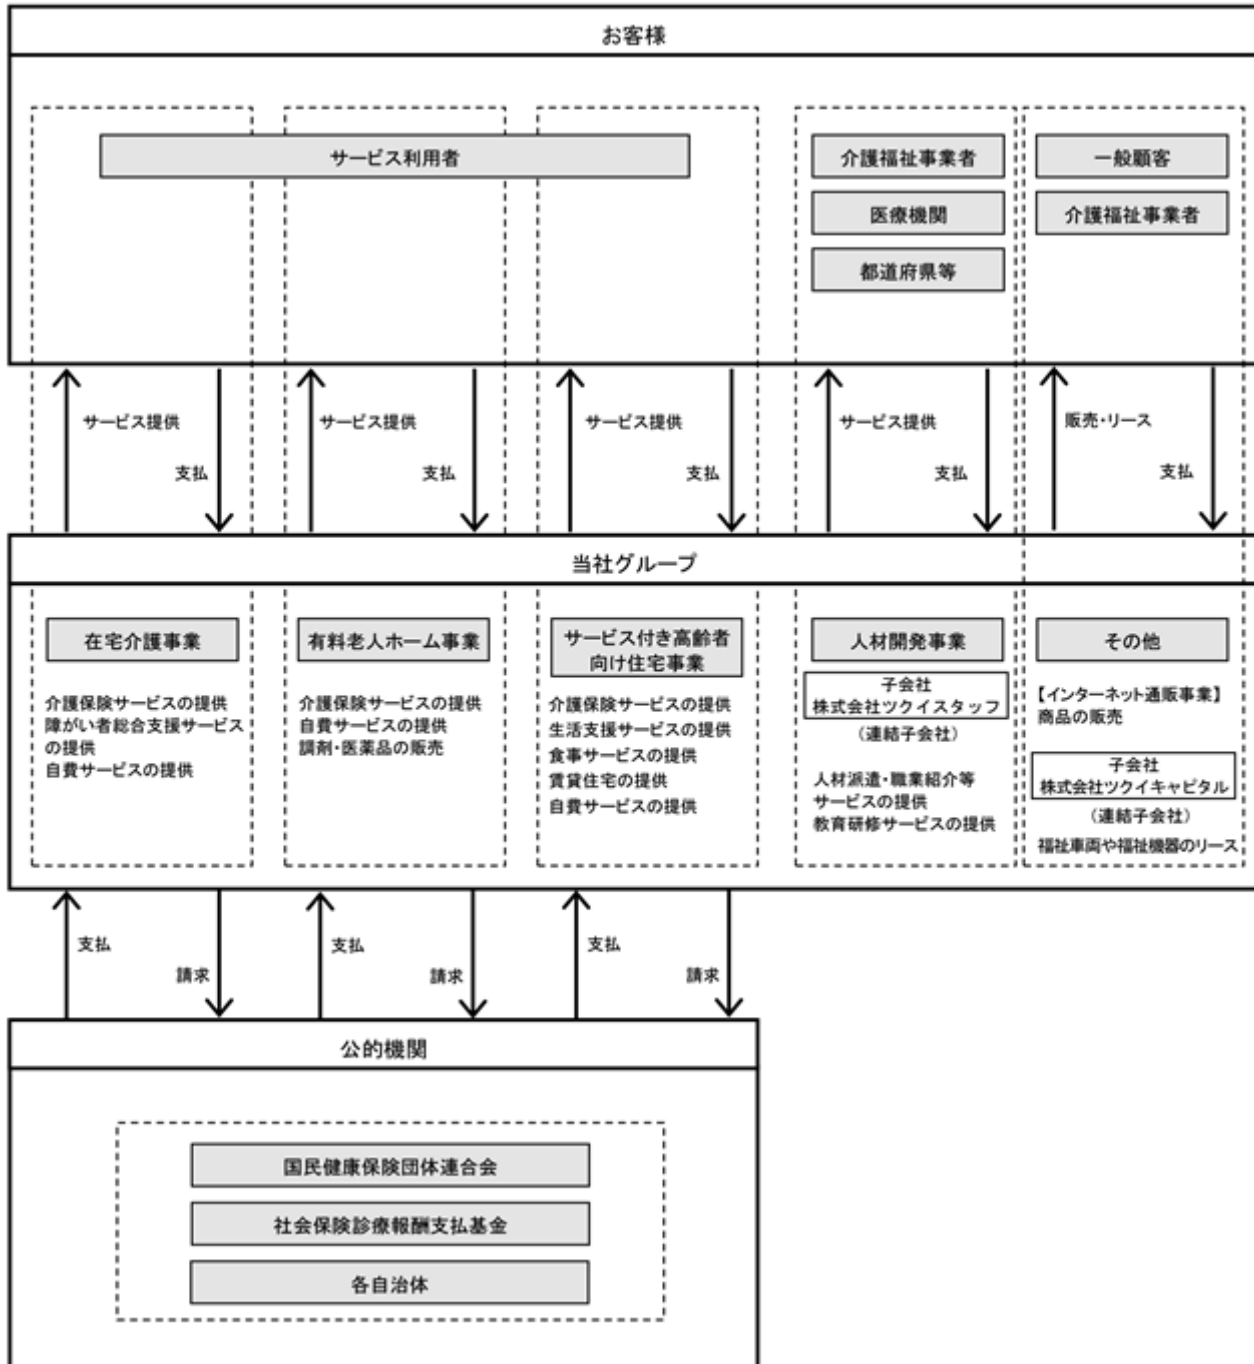 お客様
サービス利用者
介護福祉事業者
医療機関
都道府県等
一般顧客
介護福祉事業者
サービス提供
支払
サービス提供
支払
サービス提供
支払
サービス提供
支払
販売・リース
支払
当社グループ
在宅介護事業
介護保険サービスの提供
障がい者総合支援サービス
の提供
自費サービスの提供
有料老人ホーム事業
介護保険サービスの提供
自費サービスの提供
調剤・医薬品の販売
サービス付き高齢者
向け住宅事業
介護保険サービスの提供
生活支援サービスの提供
食事サービスの提供
賃貸住宅の提供
自費サービスの提供
人材開発事業
子会社
株式会社ツクイスタッフ
(連結子会社)
人材派遣・職業紹介等
サービスの提供
教育研修サービスの提供
その他
【インターネット通販事業】
商品の販売
子会社
株式会社ツクイキャピタル
(連結子会社)
福祉車両や福祉機器のリース
支払
請求
支払
請求
支払
請求
公的機関
国民健康保険団体連合会
社会保険診療報酬支払基金
各自治体